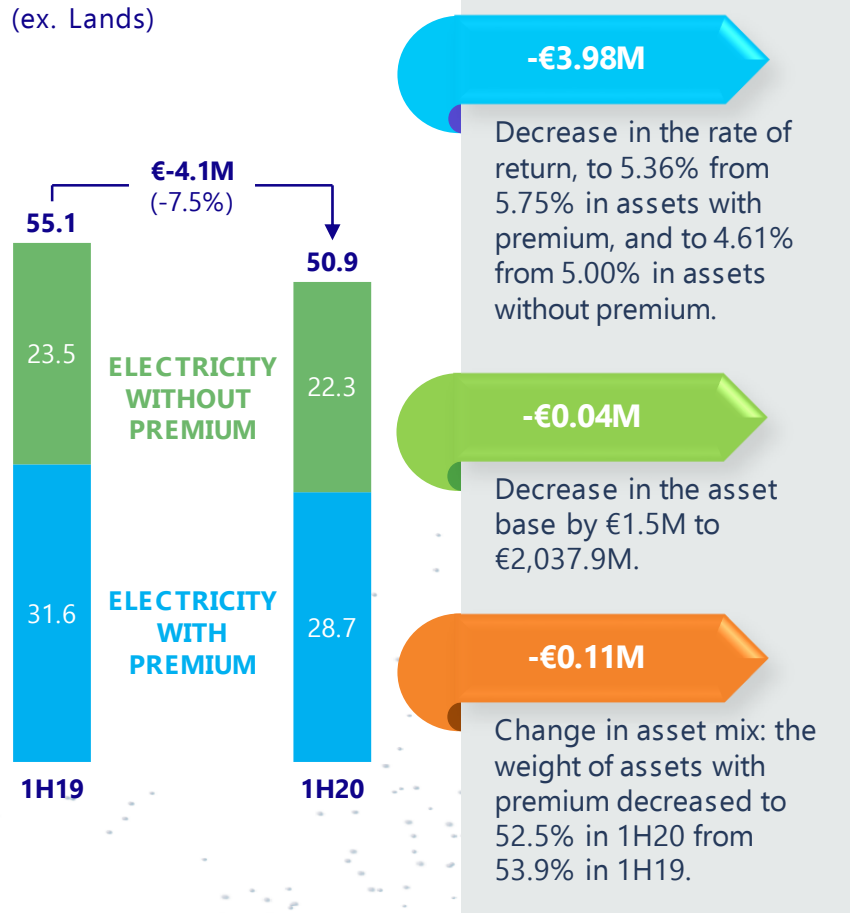 (ex. Lands)
€-4.1M
(-7.5%)
55.1
50.9
23.5
22.3
ELECTRICITY
WITHOUT
PREMIUM
31.6
28.7
ELECTRICITY
WITH
PREMIUM
1H19
1H20
-€3.98M
Decrease in the rate of
return, to 5.36% from
5.75% in assets with
premium, and to 4.61%
from 5.00% in assets
without premium.
-€0.04M
Decrease in the asset
base by €1.5M to
€2,037.9M.
-€0.11M
Change in asset mix: the
weight of assets with
premium decreased to
52.5% in 1H20 from
53.9% in 1H19.